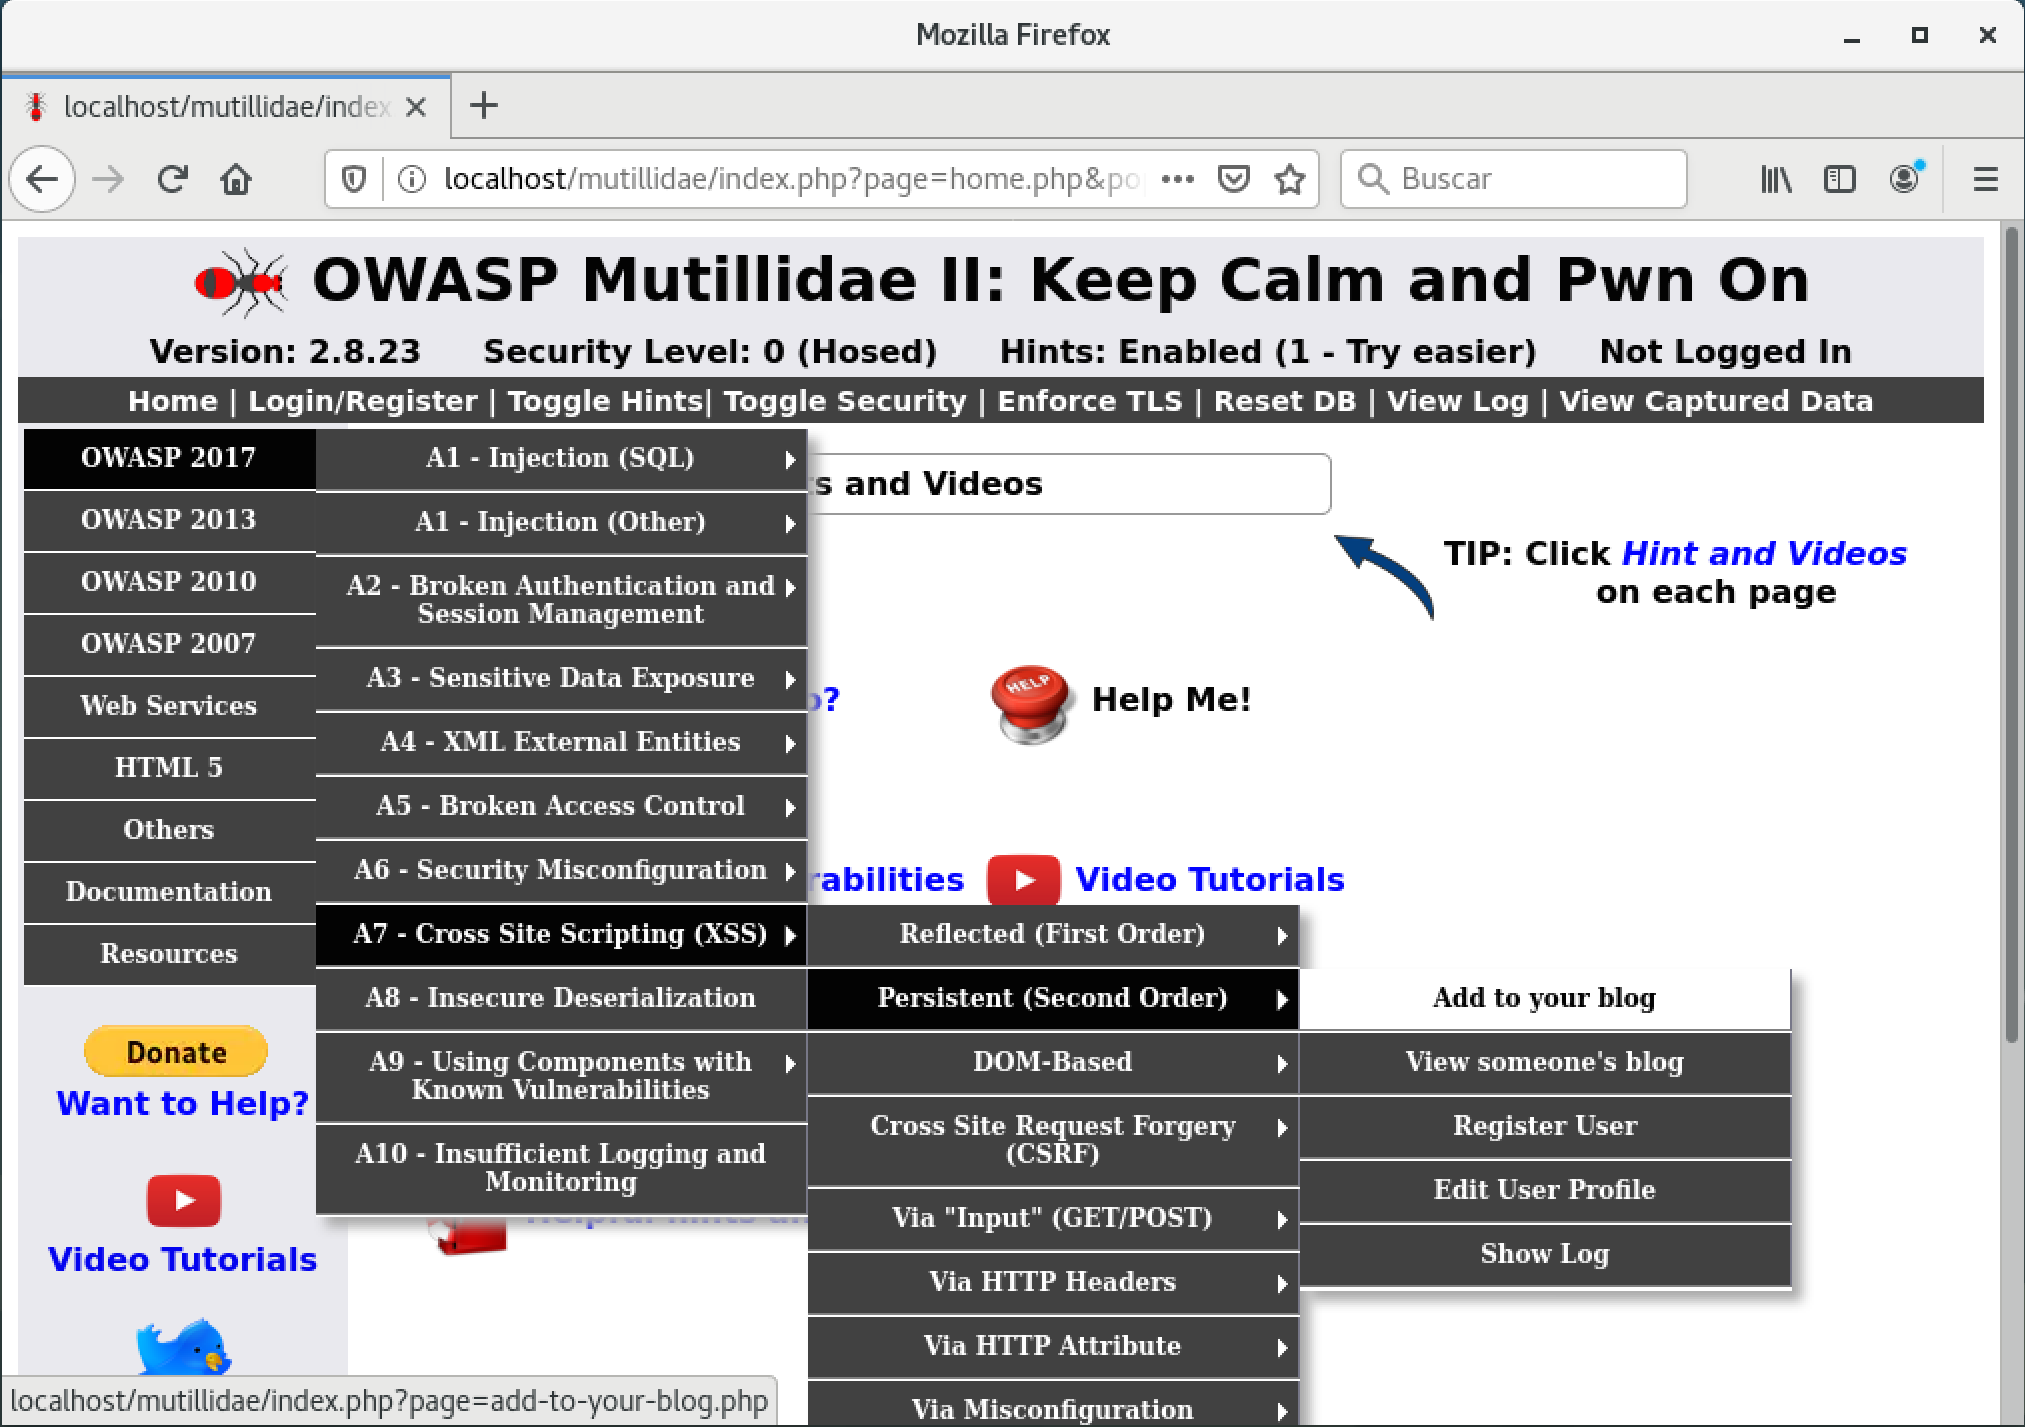 Mozilla Firefox
localhost/mutillidae/index
localhost/mutillidae/index.php?page=home.php&po
Buscar
OWASP Mutillidae II: Keep Calm and Pwn On
Version: 2.8.23 Security Level: 0 (Hosed) Hints: Enabled (1 - Try easier) Not Logged In
Home | Login/Register | Toggle Hints| Toggle Security | Enforce TLS | Reset DB | View Log | View Captured Data
OWASP 2017
OWASP 2013
OWASP 2010
OWASP 2007
Web Services
HTML 5
Others
Documentation
Resources
Donate
Want to Help?
Video Tutorials
A1 - Injection (SQL)
A1 - Injection (Other)
A2 - Broken Authentication and
Session Management
A3 - Sensitive Data Exposure
A4 - XML External Entities
A5 - Broken Access Control
A6 - Security Misconfiguration
A7 - Cross Site Scripting (XSS)
A8 - Insecure Deserialization
A9 - Using Components with
Known Vulnerabilities
A10 - Insufficient Logging and
Monitoring
s and Videos
TIP: Click Hint and Videos
on each page
?
HELP
Help Me!
rabilities
Video Tutorials
Reflected (First Order)
Persistent (Second Order)
DOM-Based
Cross Site Request Forgery
(CSRF)
Via "Input" (GET/POST)
Via HTTP Headers
Via HTTP Attribute
Via Misconfiguration
Add to your blog
View someone's blog
Register User
Edit User Profile
Show Log
localhost/mutillidae/index.php?page=add-to-your-blog.php